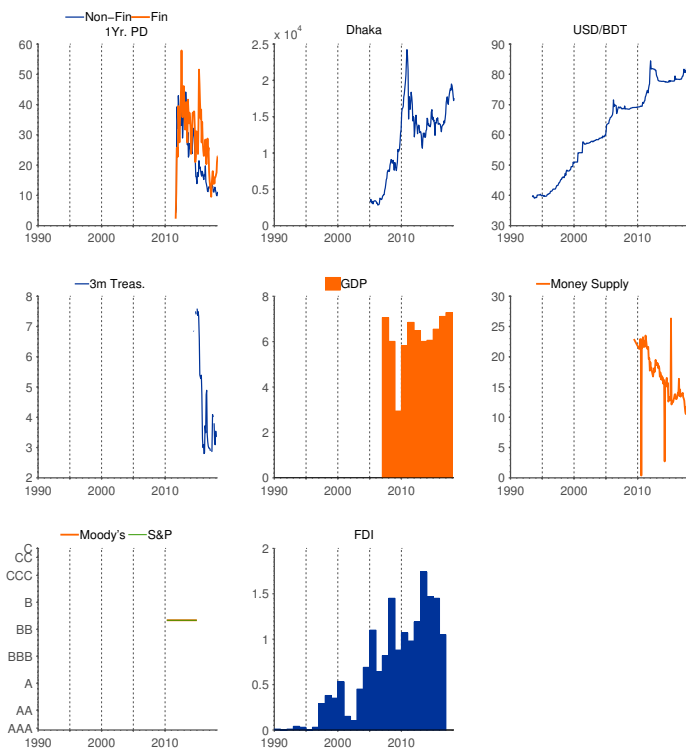 Non−Fin Fin
1Yr. PD
60
50
40
30
20
10
0
1990 2000 2010
Dhaka
2.5 x 10⁴
2
1.5
1
0.5
0
1990 2000 2010
USD/BDT
90
80
70
60
50
40
30
1990 2000 2010
3m Treas.
8
7
6
5
4
3
2
1990 2000 2010
GDP
8
6
4
2
0
1990 2000 2010
Money Supply
30
25
20
15
10
5
0
1990 2000 2010
Moody's S&P
C
CC
CCC
B
BB
BBB
A
AA
AAA
1990 2000 2010
FDI
2
1.5
1
0.5
0
1990 2000 2010